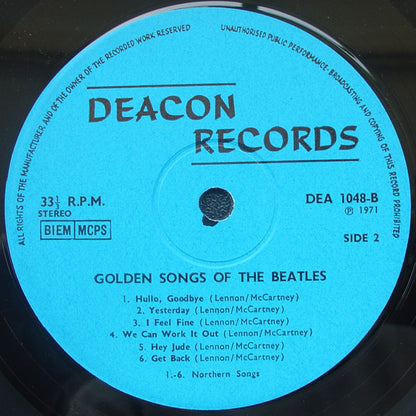 ALL RIGHTS OF THE MANUFACTURER AND OF THE OWNER OF THE RECORDED WORK RESERVED
UNAUTHORISED PUBLIC PERFORMANCE, BROADCASTING AND COPYING OF THIS RECORD PROHIBITED
DEACON
RECORDS
33⅓ R.P.M.
STEREO
BIEM MCPS
DEA 1048-B
℗ 1971
SIDE 2
GOLDEN SONGS OF THE BEATLES
1. Hullo, Goodbye (Lennon/McCartney)
2. Yesterday (Lennon/McCartney)
3. I Feel Fine (Lennon/McCartney)
4. We Can Work It Out (Lennon/McCartney)
5. Hey Jude (Lennon/McCartney)
6. Get Back (Lennon/McCartney)
1.-6. Northern Songs